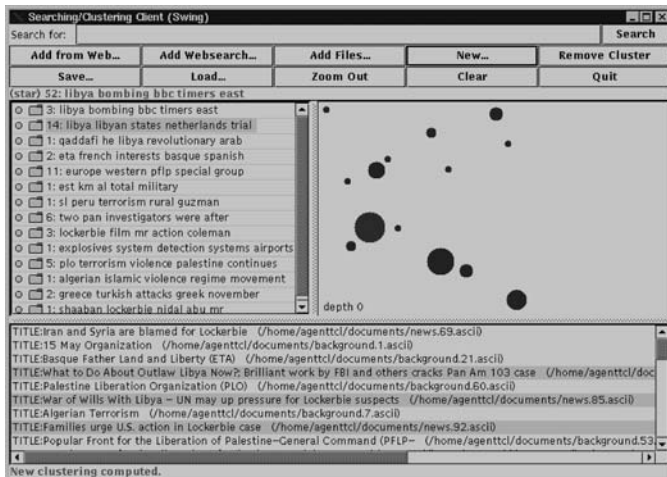 Searching/Clustering Client (Swing)
Search for: Search
Add from Web... Add Websearch... Add Files... New... Remove Cluster
Save... Load... Zoom Out Clear Quit
(star) 52: libya bombing bbc timers east
3: libya bombing bbc timers east
14: libya libyan states netherlands trial
1: qaddafi he libya revolutionary arab
2: eta french interests basque spanish
11: europe western pflp special group
1: est km al total military
1: sl peru terrorism rural guzman
6: two pan investigators were after
3: lockerbie film mr action coleman
1: explosives system detection systems airports
5: plo terrorism violence palestine continues
1: algerian islamic violence regime movement
2: greece turkish attacks greek november
1: shaaban lockerbie nidal abu mr
depth 0
TITLE:Iran and Syria are blamed for Lockerbie (/home/agenttcl/documents/news.69.ascii)
TITLE:15 May Organization (/home/agenttcl/documents/background.1.ascii)
TITLE:Basque Father Land and Liberty (ETA) (/home/agenttcl/documents/background.21.ascii)
TITLE:What to Do About Outlaw Libya Now?: Brilliant work by FBI and others cracks Pan Am 103 case (/home/agenttcl/doc
TITLE:Palestine Liberation Organization (PLO) (/home/agenttcl/documents/background.60.ascii)
TITLE:War of Wills With Libya - UN may up pressure for Lockerbie suspects (/home/agenttcl/documents/news.85.ascii)
TITLE:Algerian Terrorism (/home/agenttcl/documents/background.7.ascii)
TITLE:Families urge U.S. action in Lockerbie case (/home/agenttcl/documents/news.92.ascii)
TITLE:Popular Front for the Liberation of Palestine-General Command (PFLP- (/home/agenttcl/documents/background.53.
New clustering computed.